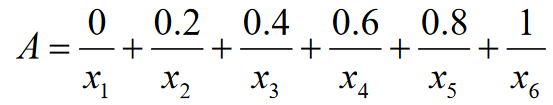 A = 0/x₁ + 0.2/x₂ + 0.4/x₃ + 0.6/x₄ + 0.8/x₅ + 1/x₆